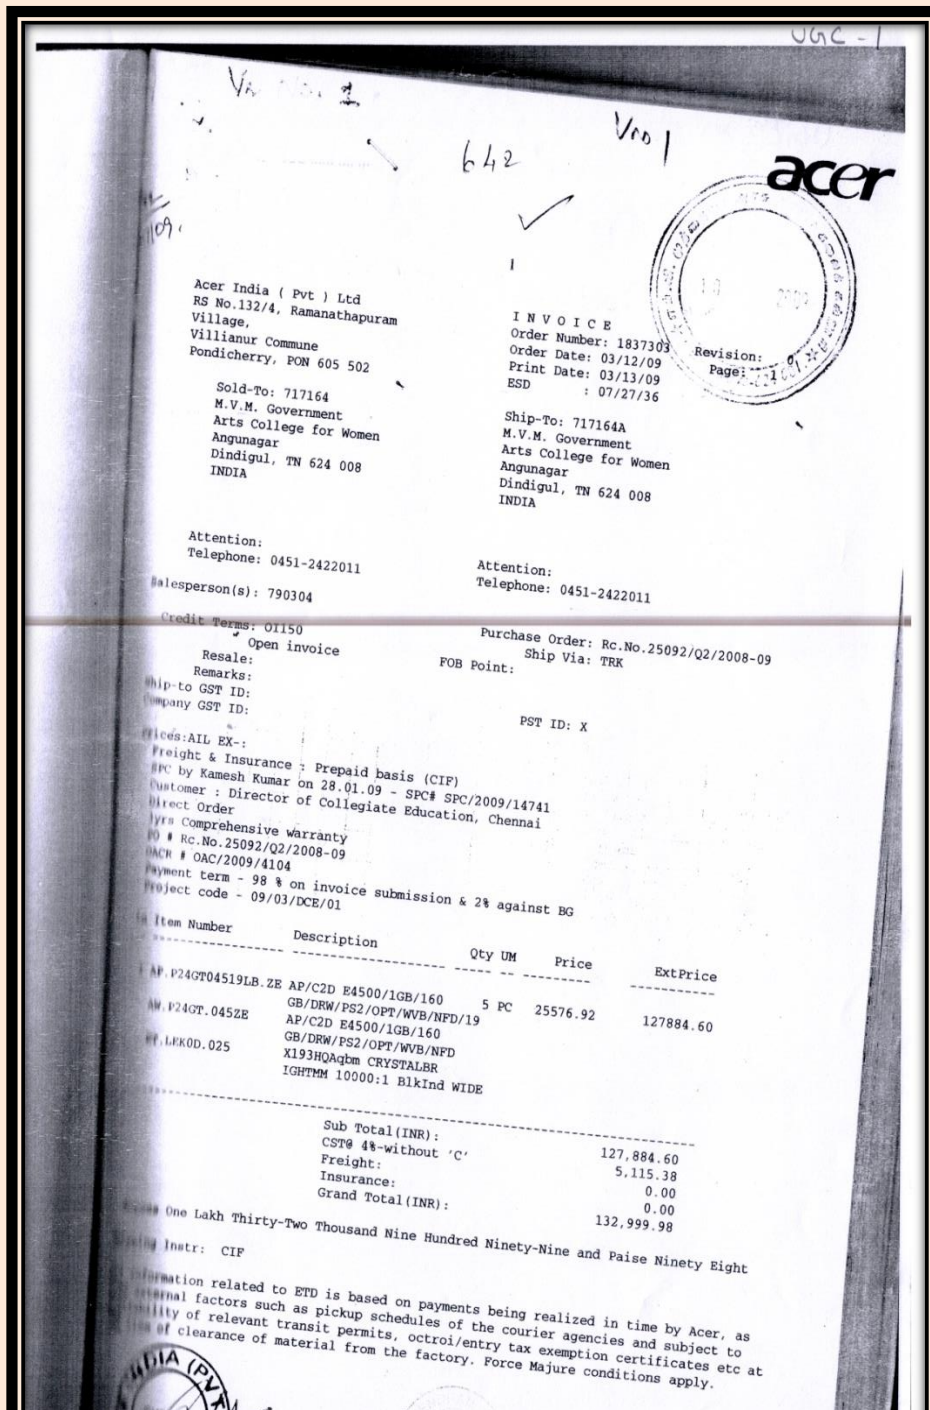 UGC - 1
642
acer
Acer India ( Pvt ) Ltd
RS No.132/4, Ramanathapuram
Village,
Villianur Commune
Pondicherry, PON 605 502
I N V O I C E
Order Number: 1837303
Order Date: 03/12/09
Print Date: 03/13/09
ESD : 07/27/36
Revision: 0
Page: 1
Sold-To: 717164
M.V.M. Government
Arts College for Women
Angunagar
Dindigul, TN 624 008
INDIA
Ship-To: 717164A
M.V.M. Government
Arts College for Women
Angunagar
Dindigul, TN 624 008
INDIA
Attention:
Telephone: 0451-2422011
Attention:
Telephone: 0451-2422011
Salesperson(s): 790304
Credit Terms: OI150
Open invoice
Resale:
Remarks:
Ship-to GST ID:
Company GST ID:
Purchase Order: Rc.No.25092/Q2/2008-09
Ship Via: TRK
FOB Point:
PST ID: X
Prices:AIL EX-:
Freight & Insurance : Prepaid basis (CIF)
SPC by Kamesh Kumar on 28.01.09 - SPC# SPC/2009/14741
Customer : Director of Collegiate Education, Chennai
Direct Order
Comprehensive warranty
PO # Rc.No.25092/Q2/2008-09
OACR # OAC/2009/4104
Payment term - 98 % on invoice submission & 2% against BG
Project code - 09/03/DCE/01
Item Number Description Qty UM Price ExtPrice
AP.P24GT04519LB.ZE AP/C2D E4500/1GB/160 5 PC 25576.92 127884.60
GB/DRW/PS2/OPT/WVB/NFD/19
AW.P24GT.045ZE AP/C2D E4500/1GB/160
GB/DRW/PS2/OPT/WVB/NFD
LEK0D.025 X193HQAqbm CRYSTALBR
IGHTMM 10000:1 BlkInd WIDE
Sub Total(INR): 127,884.60
CST@ 4%-without 'C' 5,115.38
Freight: 0.00
Insurance: 0.00
Grand Total(INR): 132,999.98
One Lakh Thirty-Two Thousand Nine Hundred Ninety-Nine and Paise Ninety Eight
Instr: CIF
information related to ETD is based on payments being realized in time by Acer, as
factors such as pickup schedules of the courier agencies and subject to
of relevant transit permits, octroi/entry tax exemption certificates etc at
of clearance of material from the factory. Force Majure conditions apply.